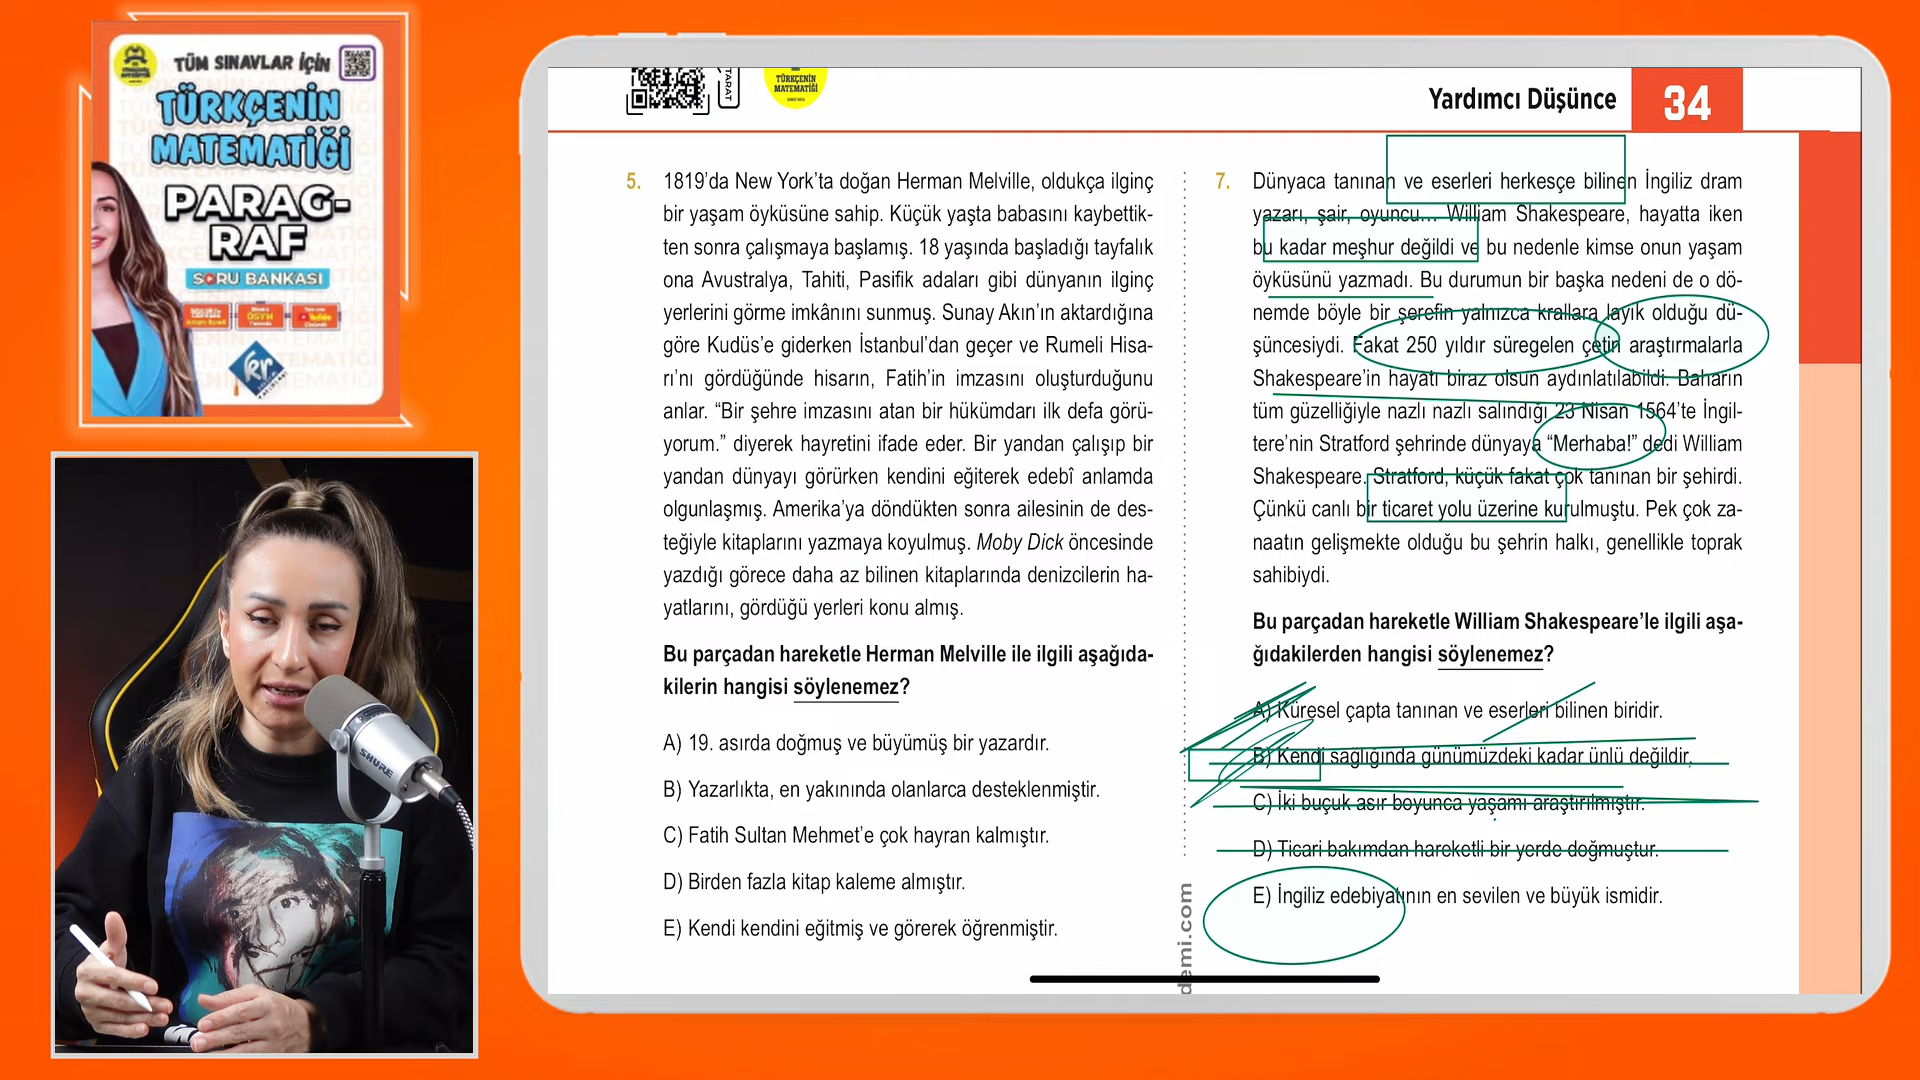 TÜM SINAVLAR İÇİN
TÜRKÇENİN
MATEMATİĞİ
PARAG-
RAF
SORU BANKASI
ÖSYM
SHURE
TARAT
TÜRKÇENİN
MATEMATİĞİ
Yardımcı Düşünce
34
5. 1819’da New York’ta doğan Herman Melville, oldukça ilginç
bir yaşam öyküsüne sahip. Küçük yaşta babasını kaybettik-
ten sonra çalışmaya başlamış. 18 yaşında başladığı tayfalık
ona Avustralya, Tahiti, Pasifik adaları gibi dünyanın ilginç
yerlerini görme imkânını sunmuş. Sunay Akın’ın aktardığına
göre Kudüs’e giderken İstanbul’dan geçer ve Rumeli Hisa-
rı’nı gördüğünde hisarın, Fatih’in imzasını oluşturduğunu
anlar. “Bir şehre imzasını atan bir hükümdarı ilk defa görü-
yorum.” diyerek hayretini ifade eder. Bir yandan çalışıp bir
yandan dünyayı görürken kendini eğiterek edebî anlamda
olgunlaşmış. Amerika’ya döndükten sonra ailesinin de des-
teğiyle kitaplarını yazmaya koyulmuş. Moby Dick öncesinde
yazdığı görece daha az bilinen kitaplarında denizcilerin ha-
yatlarını, gördüğü yerleri konu almış.
Bu parçadan hareketle Herman Melville ile ilgili aşağıda-
kilerin hangisi söylenemez?
A) 19. asırda doğmuş ve büyümüş bir yazardır.
B) Yazarlıkta, en yakınında olanlarca desteklenmiştir.
C) Fatih Sultan Mehmet’e çok hayran kalmıştır.
D) Birden fazla kitap kaleme almıştır.
E) Kendi kendini eğitmiş ve görerek öğrenmiştir.
7. Dünyaca tanınan ve eserleri herkesçe bilinen İngiliz dram
yazarı, şair, oyuncu... William Shakespeare, hayatta iken
bu kadar meşhur değildi ve bu nedenle kimse onun yaşam
öyküsünü yazmadı. Bu durumun bir başka nedeni de o dö-
nemde böyle bir şerefin yalnızca krallara layık olduğu dü-
şüncesiydi. Fakat 250 yıldır süregelen çetin araştırmalarla
Shakespeare’in hayatı biraz olsun aydınlatılabildi. Baharın
tüm güzelliğiyle nazlı nazlı salındığı 23 Nisan 1564’te İngil-
tere’nin Stratford şehrinde dünyaya “Merhaba!” dedi William
Shakespeare. Stratford, küçük fakat çok tanınan bir şehirdi.
Çünkü canlı bir ticaret yolu üzerine kurulmuştu. Pek çok za-
naatın gelişmekte olduğu bu şehrin halkı, genellikle toprak
sahibiydi.
Bu parçadan hareketle William Shakespeare’le ilgili aşa-
ğıdakilerden hangisi söylenemez?
A) Küresel çapta tanınan ve eserleri bilinen biridir.
B) Kendi sağlığında günümüzdeki kadar ünlü değildir.
C) İki buçuk asır boyunca yaşamı araştırılmıştır.
D) Ticari bakımdan hareketli bir yerde doğmuştur.
E) İngiliz edebiyatının en sevilen ve büyük ismidir.
demi.com